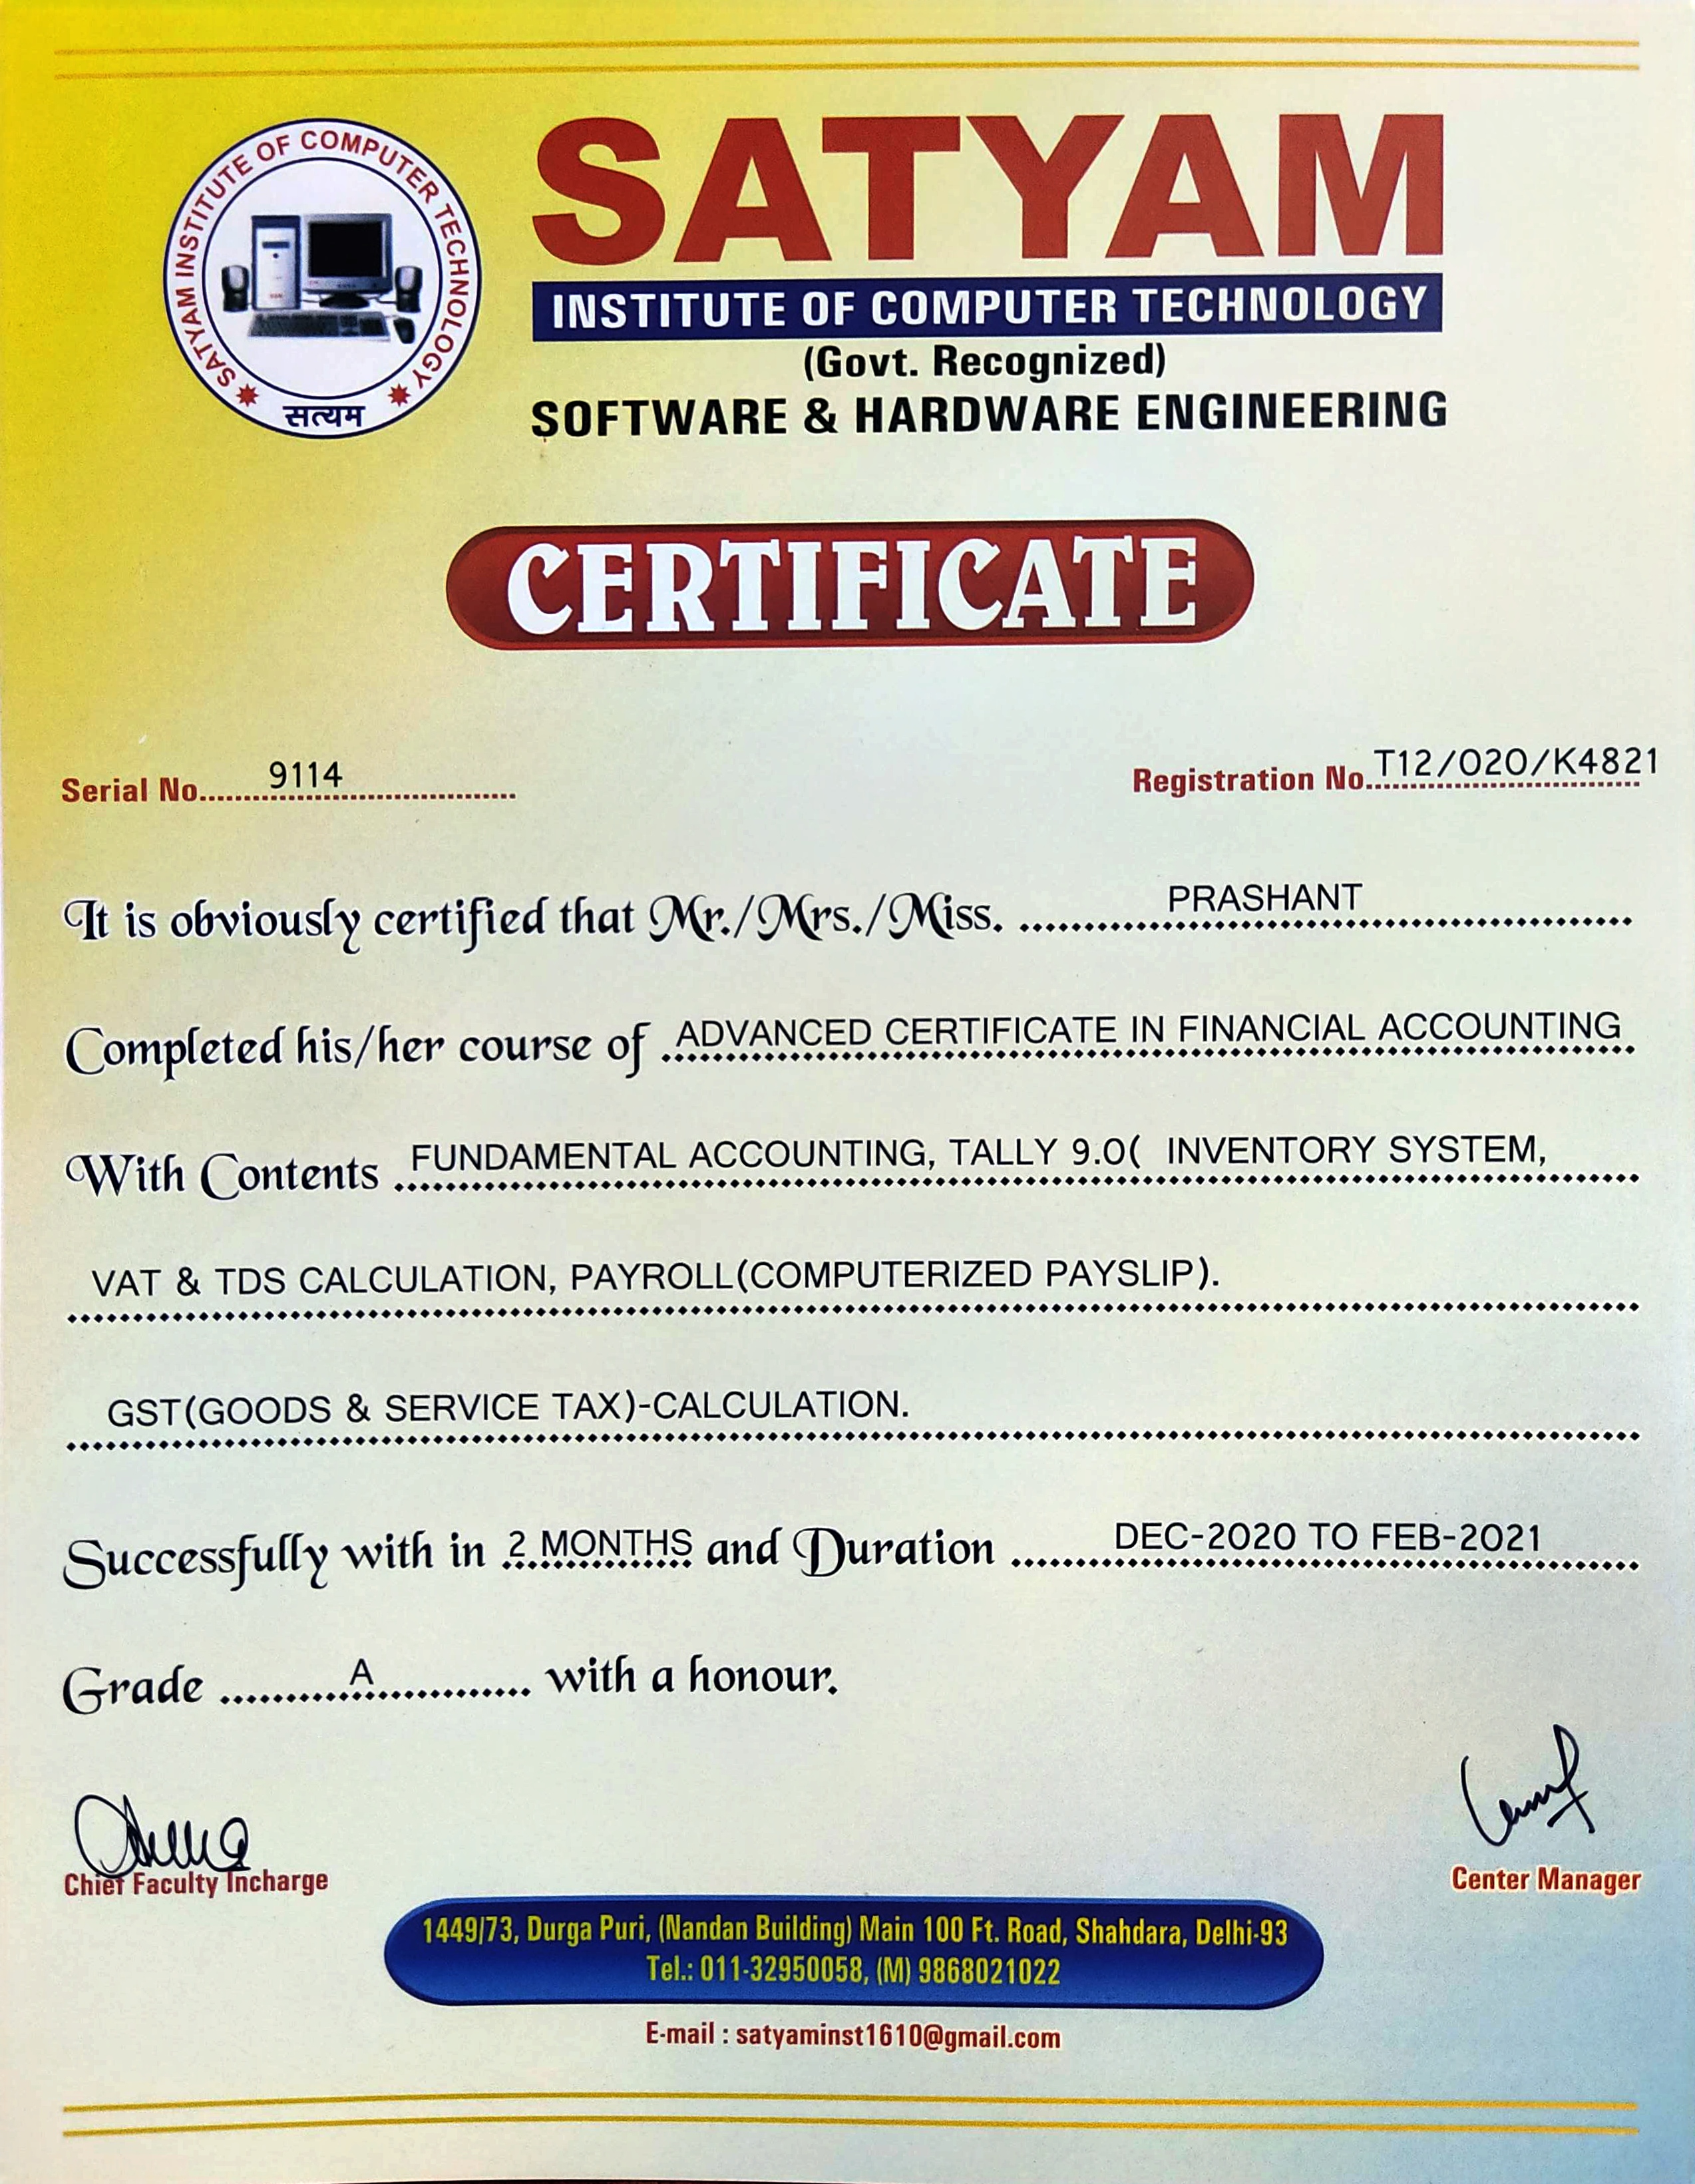 SATYAM INSTITUTE OF COMPUTER TECHNOLOGY
सत्यम
SATYAM
INSTITUTE OF COMPUTER TECHNOLOGY
(Govt. Recognized)
SOFTWARE & HARDWARE ENGINEERING
CERTIFICATE
Serial No. 9114 Registration No. T12/020/K4821
It is obviously certified that Mr./Mrs./Miss. PRASHANT
Completed his/her course of ADVANCED CERTIFICATE IN FINANCIAL ACCOUNTING
With Contents FUNDAMENTAL ACCOUNTING, TALLY 9.0( INVENTORY SYSTEM,
VAT & TDS CALCULATION, PAYROLL(COMPUTERIZED PAYSLIP).
GST(GOODS & SERVICE TAX)-CALCULATION.
Successfully with in 2 MONTHS and Duration DEC-2020 TO FEB-2021
Grade A with a honour.
Chief Faculty Incharge Center Manager
1449/73, Durga Puri, (Nandan Building) Main 100 Ft. Road, Shahdara, Delhi-93
Tel.: 011-32950058, (M) 9868021022
E-mail : satyaminst1610@gmail.com